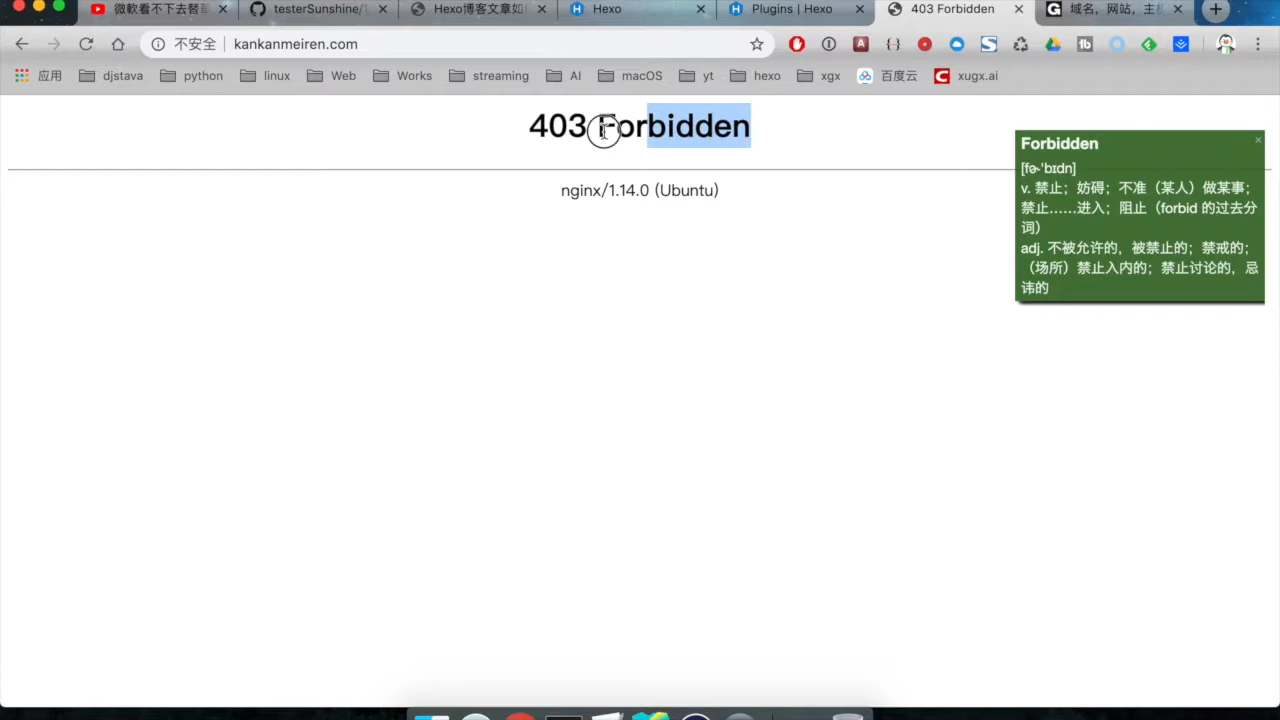 微软看不下去替
testerSunshine/1
Hexo博客文章如
Hexo
Plugins | Hexo
403 Forbidden
域名，网站，主
不安全
kankanmeiren.com
应用
djstava
python
linux
Web
Works
streaming
AI
macOS
yt
hexo
xgx
百度云
xugx.ai
403 Forbidden
nginx/1.14.0 (Ubuntu)
Forbidden
[fɚ'bɪdn]
v. 禁止；妨碍；不准（某人）做某事；
禁止……进入；阻止（forbid 的过去分
词）
adj. 不被允许的，被禁止的；禁戒的；
（场所）禁止入内的；禁止讨论的，忌
讳的